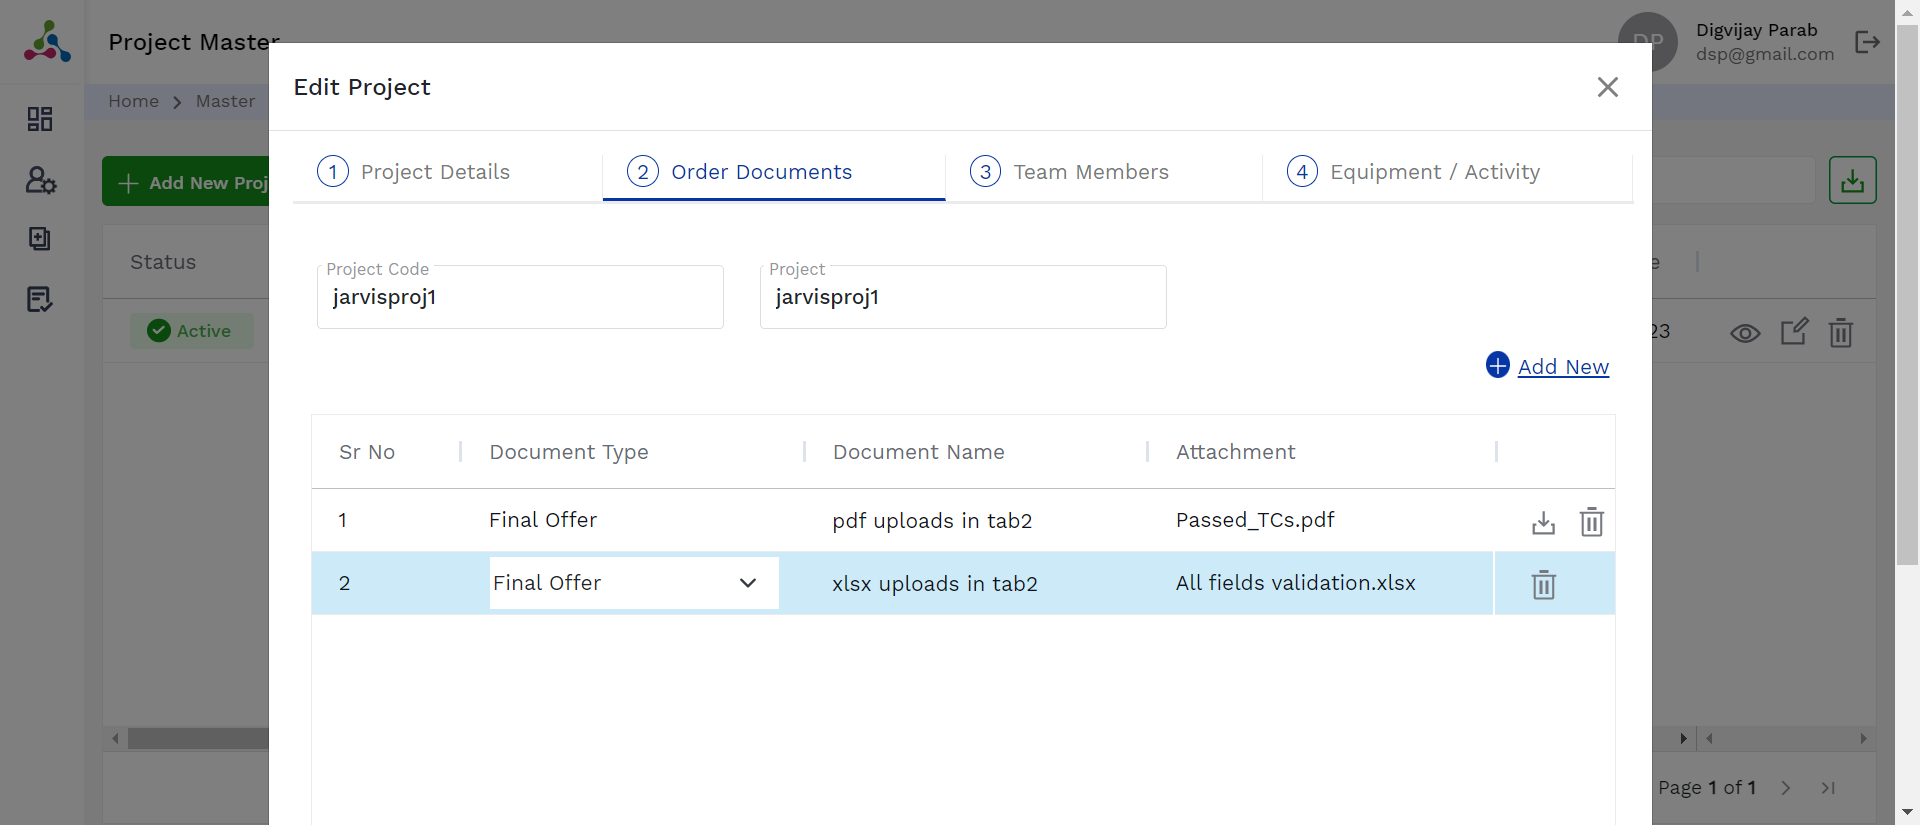 Project Master
DP
Digvijay Parab
dsp@gmail.com
Home
Master
Edit Project
1 Project Details
2 Order Documents
3 Team Members
4 Equipment / Activity
Add New Proj
Status
Active
23
Project Code
jarvisproj1
Project
jarvisproj1
Add New
Sr No Document Type Document Name Attachment
1 Final Offer pdf uploads in tab2 Passed_TCs.pdf
2 Final Offer xlsx uploads in tab2 All fields validation.xlsx
Page 1 of 1